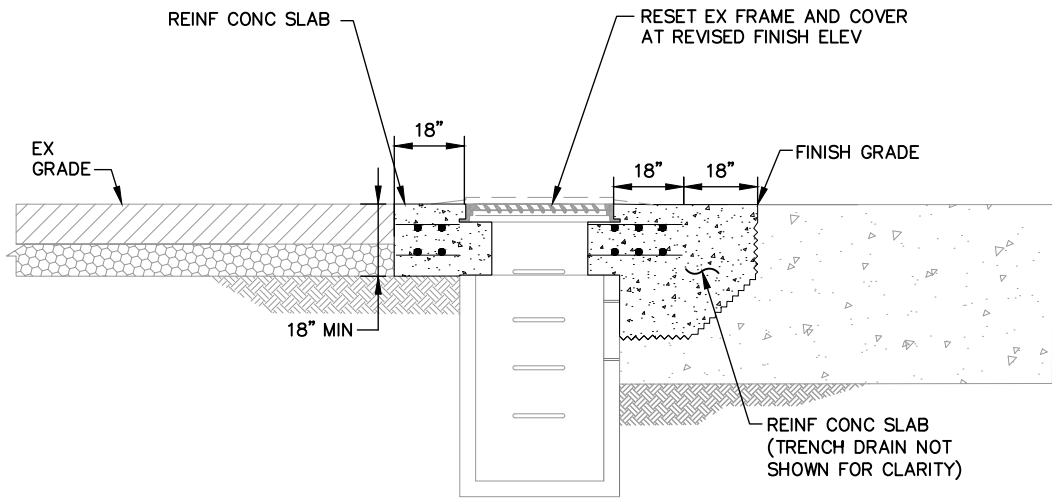 REINF CONC SLAB
RESET EX FRAME AND COVER
AT REVISED FINISH ELEV
18"
EX
GRADE
18"
18"
FINISH GRADE
18" MIN
REINF CONC SLAB
(TRENCH DRAIN NOT
SHOWN FOR CLARITY)